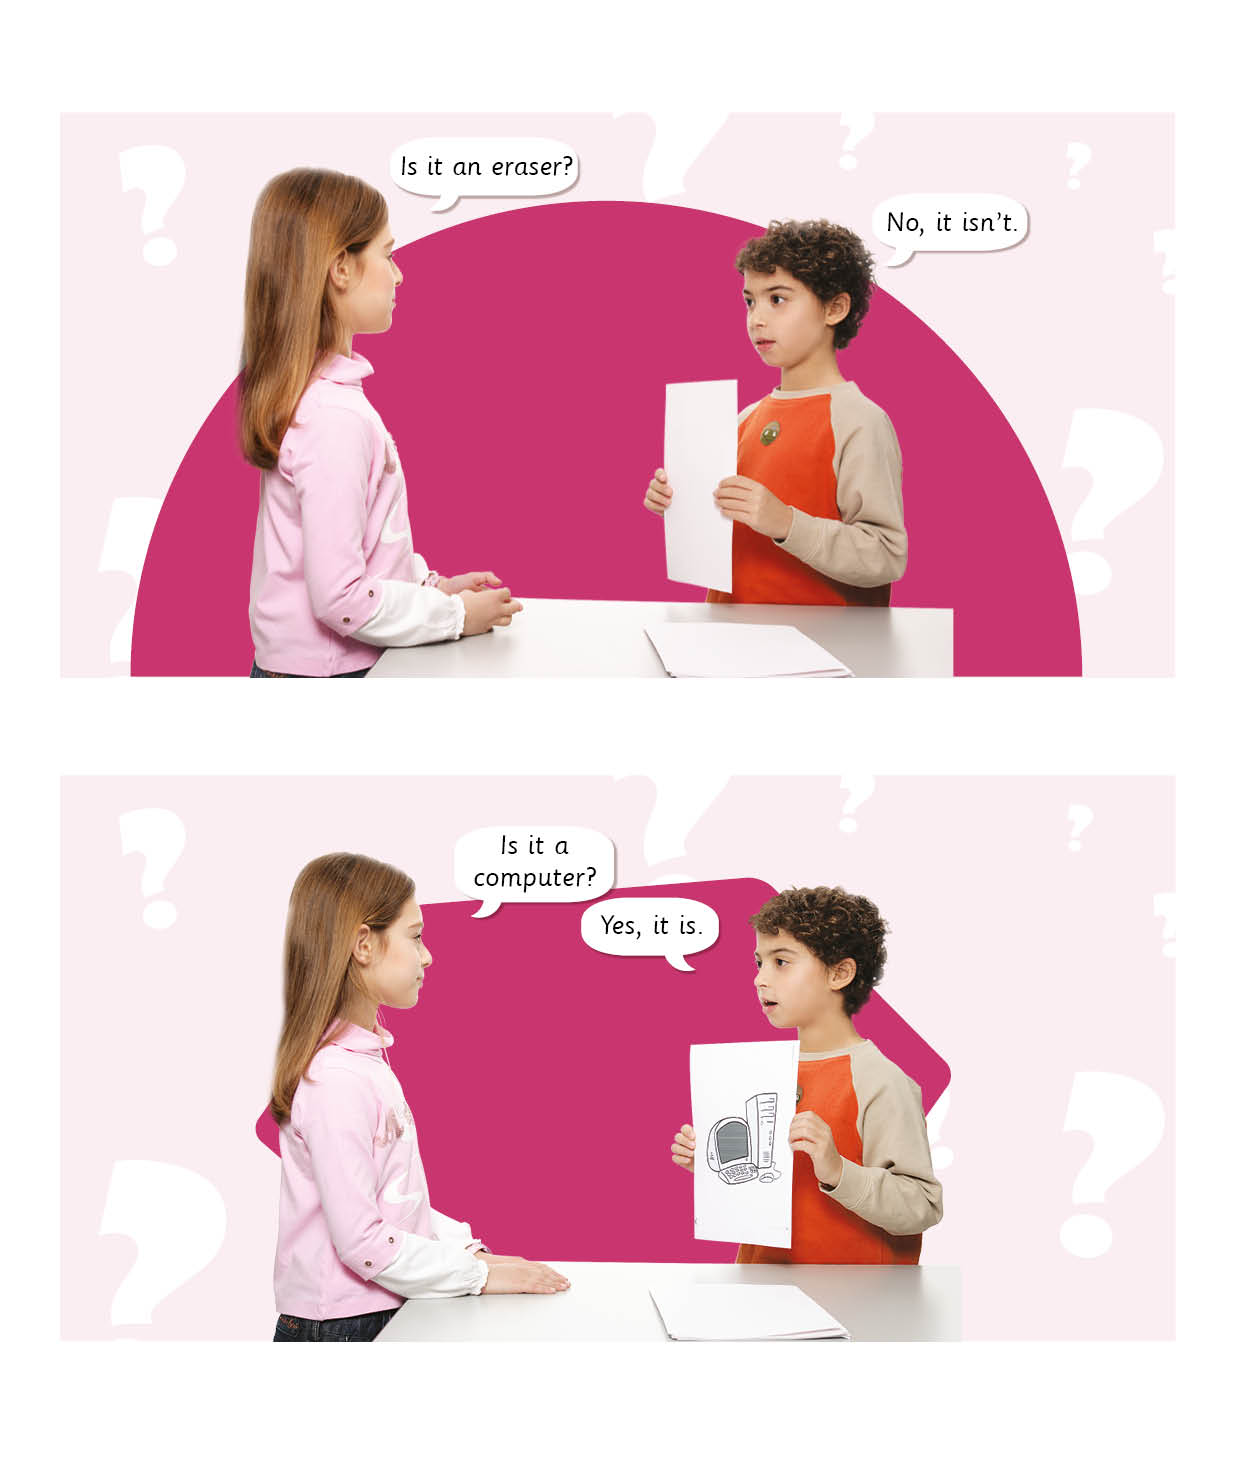 Is it an eraser?
No, it isn't.
Is it a
computer?
Yes, it is.